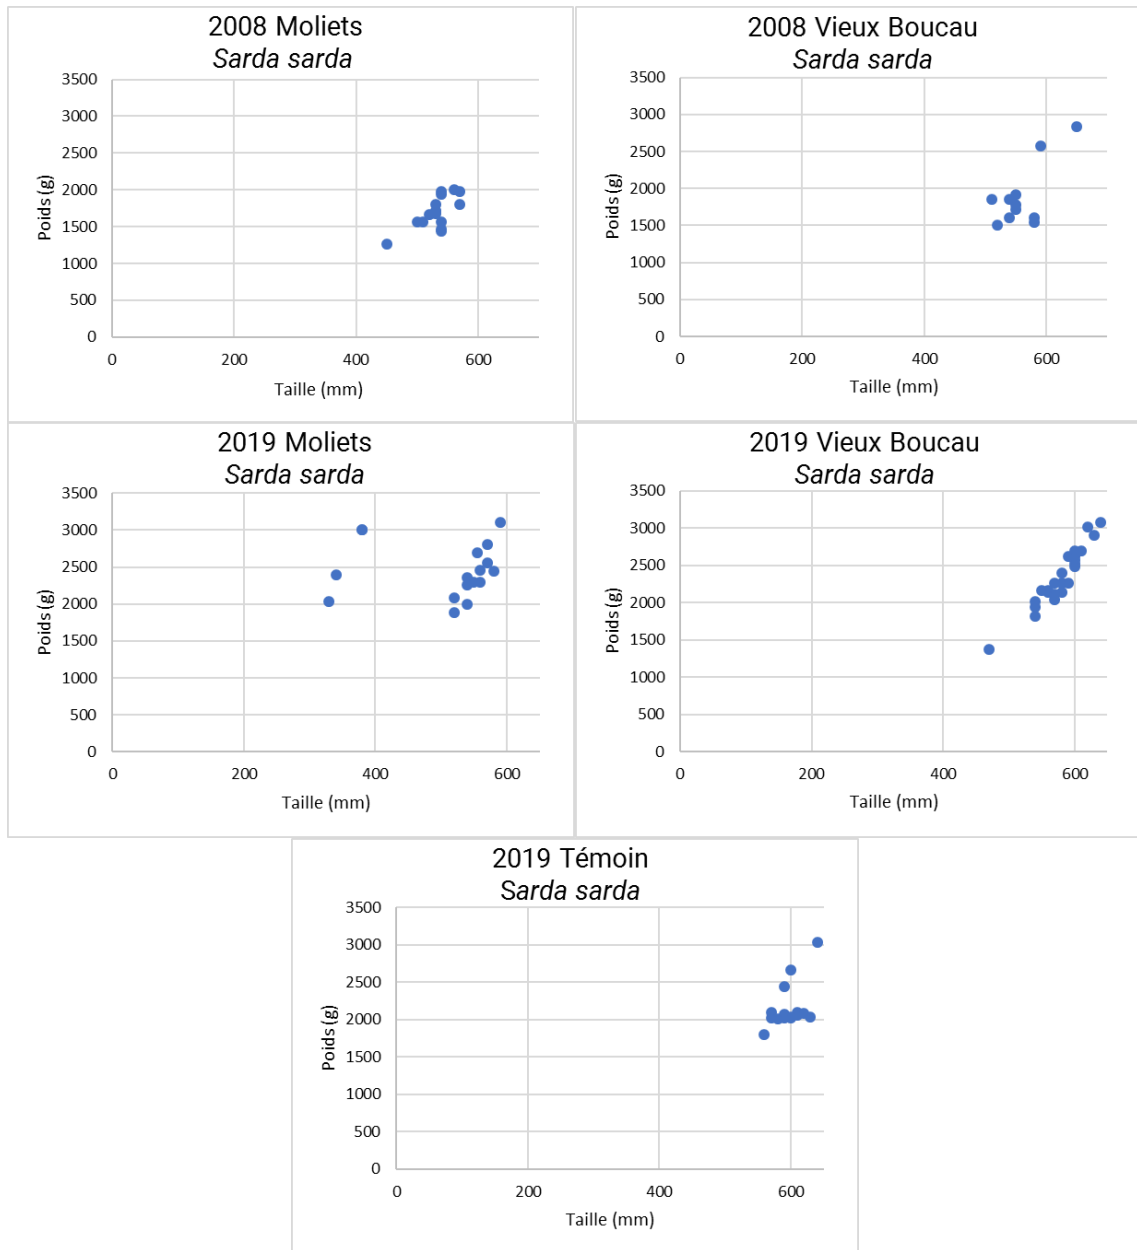 2008 Moliets
Sarda sarda
3500
3000
2500
2000
1500
1000
500
0
0 200 400 600
Poids (g)
Taille (mm)
2008 Vieux Boucau
Sarda sarda
3500
3000
2500
2000
1500
1000
500
0
0 200 400 600
Poids (g)
Taille (mm)
2019 Moliets
Sarda sarda
3500
3000
2500
2000
1500
1000
500
0
0 200 400 600
Poids (g)
Taille (mm)
2019 Vieux Boucau
Sarda sarda
3500
3000
2500
2000
1500
1000
500
0
0 200 400 600
Poids (g)
Taille (mm)
2019 Témoin
Sarda sarda
3500
3000
2500
2000
1500
1000
500
0
0 200 400 600
Poids (g)
Taille (mm)